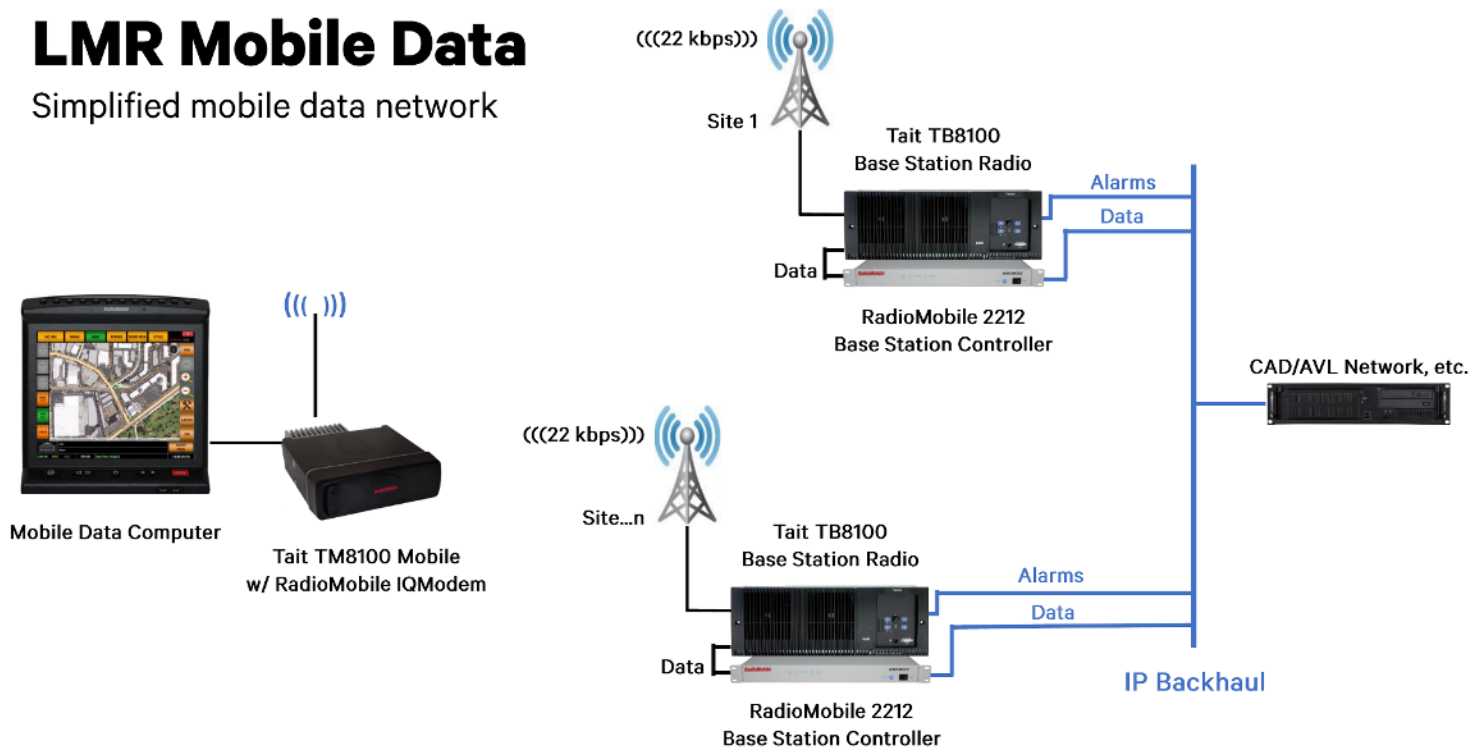 LMR Mobile Data
Simplified mobile data network
(((22 kbps)))
Site 1
Tait TB8100
Base Station Radio
Alarms
Data
Data
RadioMobile 2212
Base Station Controller
CAD/AVL Network, etc.
Mobile Data Computer
Tait TM8100 Mobile
w/ RadioMobile IQModem
(((22 kbps)))
Site...n
Tait TB8100
Base Station Radio
Alarms
Data
Data
RadioMobile 2212
Base Station Controller
IP Backhaul